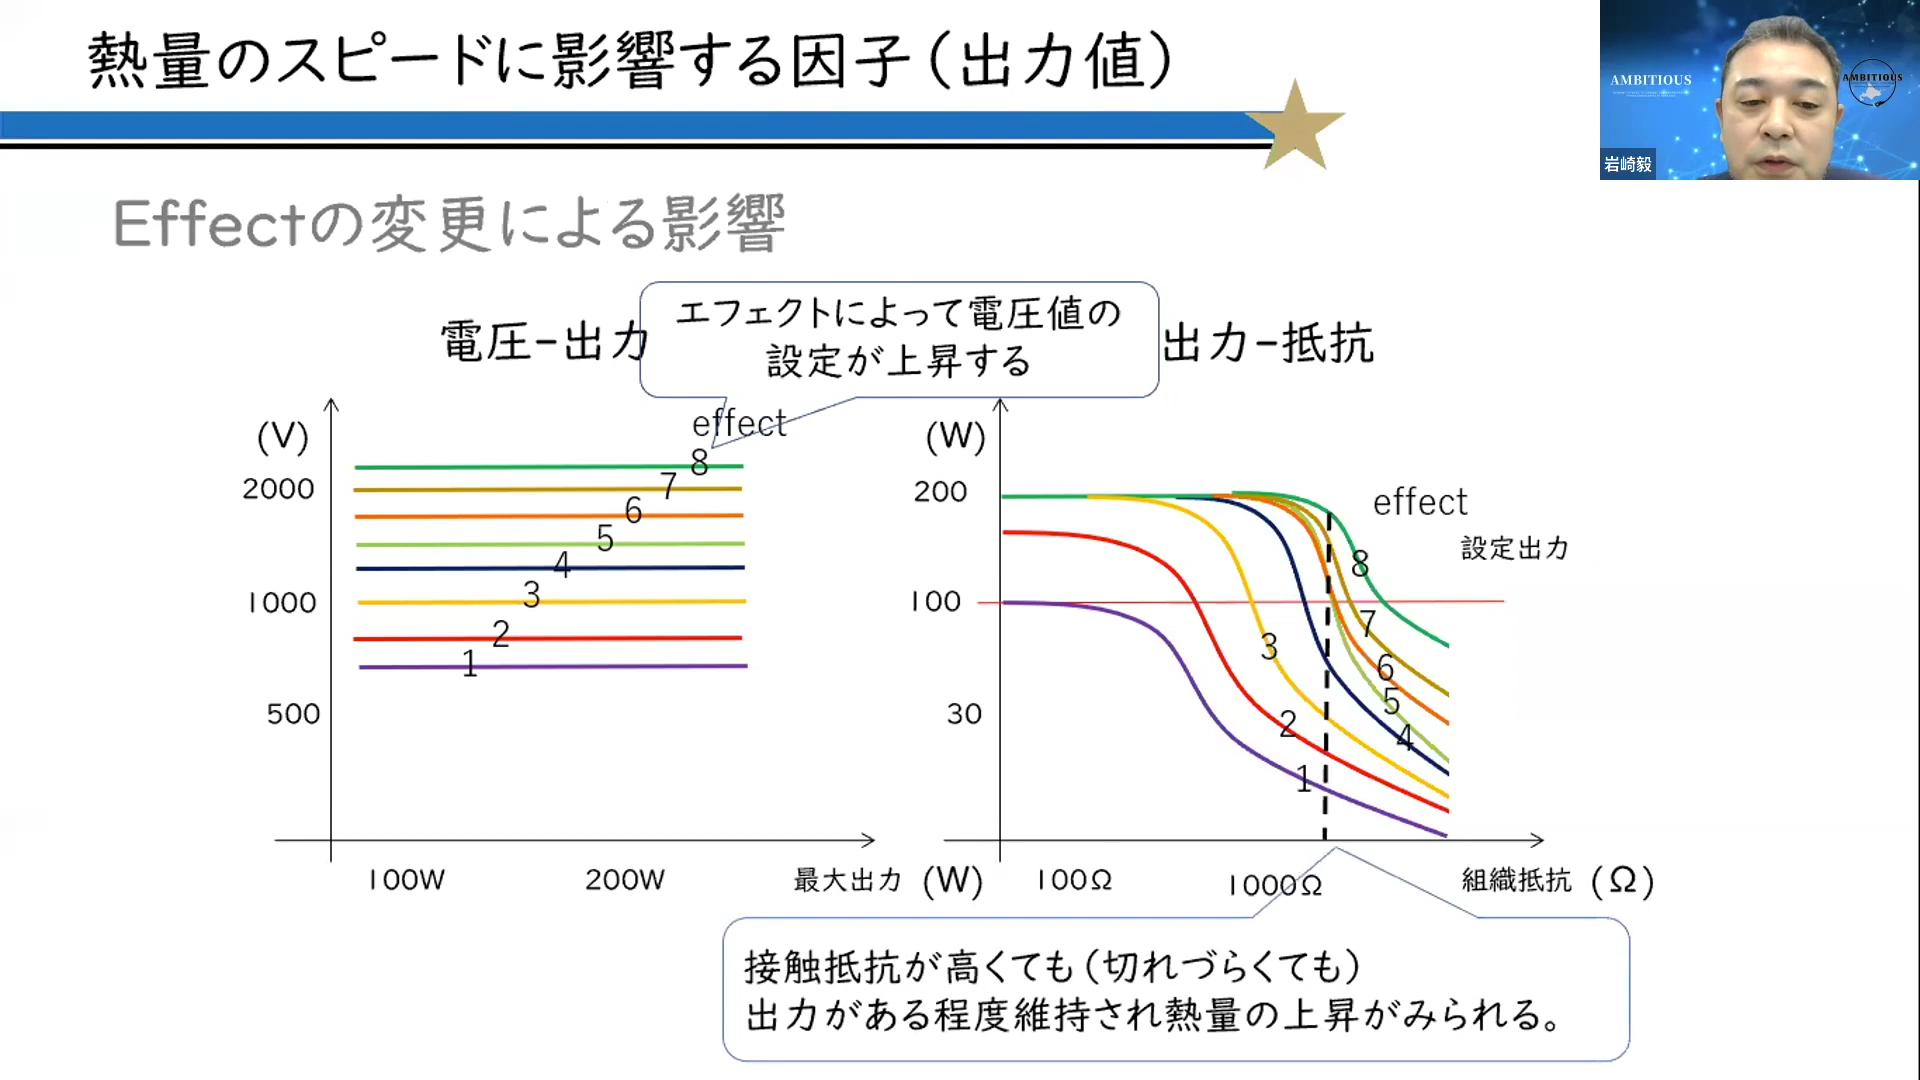 熱量のスピードに影響する因子(出力値)
AMBITIOUS
AMBITIOUS
岩崎毅
Effectの変更による影響
電圧-出力
エフェクトによって電圧値の
設定が上昇する
出力-抵抗
(V)
effect
2000
8
7
6
5
4
1000
3
2
1
500
100W
200W
最大出力 (W)
(W)
200
effect
設定出力
8
100
7
3
6
5
30
2
4
1
100Ω
1000Ω
組織抵抗 (Ω)
接触抵抗が高くても(切れづらくても)
出力がある程度維持され熱量の上昇がみられる。